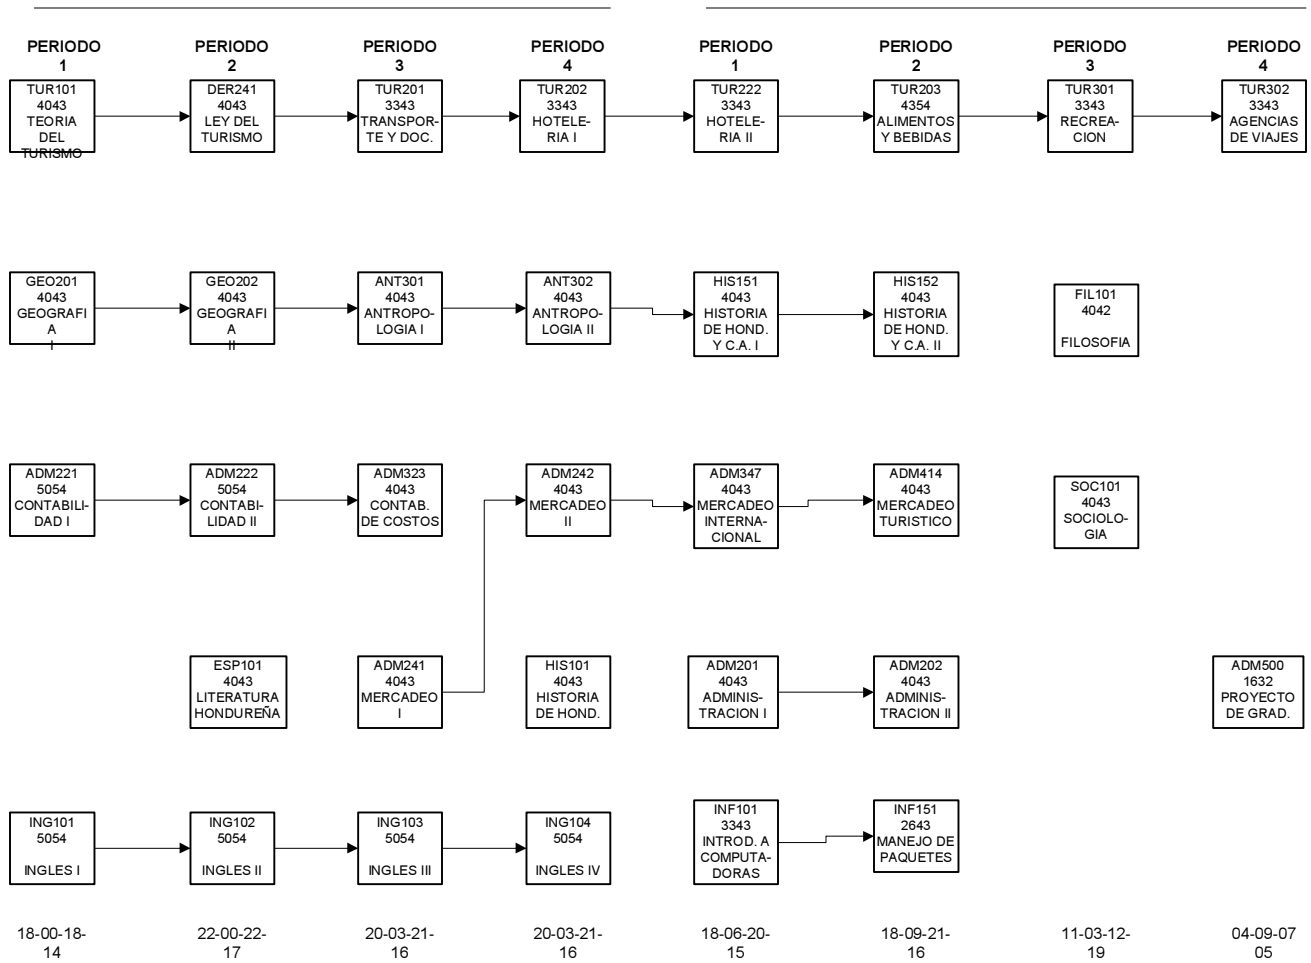 PERIODO
1
PERIODO
2
PERIODO
3
PERIODO
4
PERIODO
1
PERIODO
2
PERIODO
3
PERIODO
4
TUR101
4043
TEORIA
DEL
TURISMO
DER241
4043
LEY DEL
TURISMO
TUR201
3343
TRANSPOR-
TE Y DOC.
TUR202
3343
HOTELE-
RIA I
TUR222
3343
HOTELE-
RIA II
TUR203
4354
ALIMENTOS
Y BEBIDAS
TUR301
3343
RECREA-
CION
TUR302
3343
AGENCIAS
DE VIAJES
GEO201
4043
GEOGRAFI
A
I
GEO202
4043
GEOGRAFI
A
II
ANT301
4043
ANTROPO-
LOGIA I
ANT302
4043
ANTROPO-
LOGIA II
HIS151
4043
HISTORIA
DE HOND.
Y C.A. I
HIS152
4043
HISTORIA
DE HOND.
Y C.A. II
FIL101
4042
FILOSOFIA
ADM221
5054
CONTABILI-
DAD I
ADM222
5054
CONTABI-
LIDAD II
ADM323
4043
CONTAB.
DE COSTOS
ADM242
4043
MERCADEO
II
ADM347
4043
MERCADEO
INTERNA-
CIONAL
ADM414
4043
MERCADEO
TURISTICO
SOC101
4043
SOCIOLO-
GIA
ESP101
4043
LITERATURA
HONDUREÑA
ADM241
4043
MERCADEO
I
HIS101
4043
HISTORIA
DE HOND.
ADM201
4043
ADMINIS-
TRACION I
ADM202
4043
ADMINIS-
TRACION II
ADM500
1632
PROYECTO
DE GRAD.
ING101
5054
INGLES I
ING102
5054
INGLES II
ING103
5054
INGLES III
ING104
5054
INGLES IV
INF101
3343
INTROD. A
COMPUTA-
DORAS
INF151
2643
MANEJO DE
PAQUETES
18-00-18-
14
22-00-22-
17
20-03-21-
16
20-03-21-
16
18-06-20-
15
18-09-21-
16
11-03-12-
19
04-09-07
05